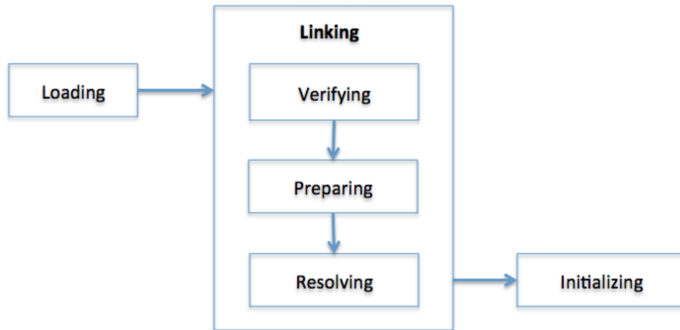 Linking
Loading
Verifying
Preparing
Resolving
Initializing